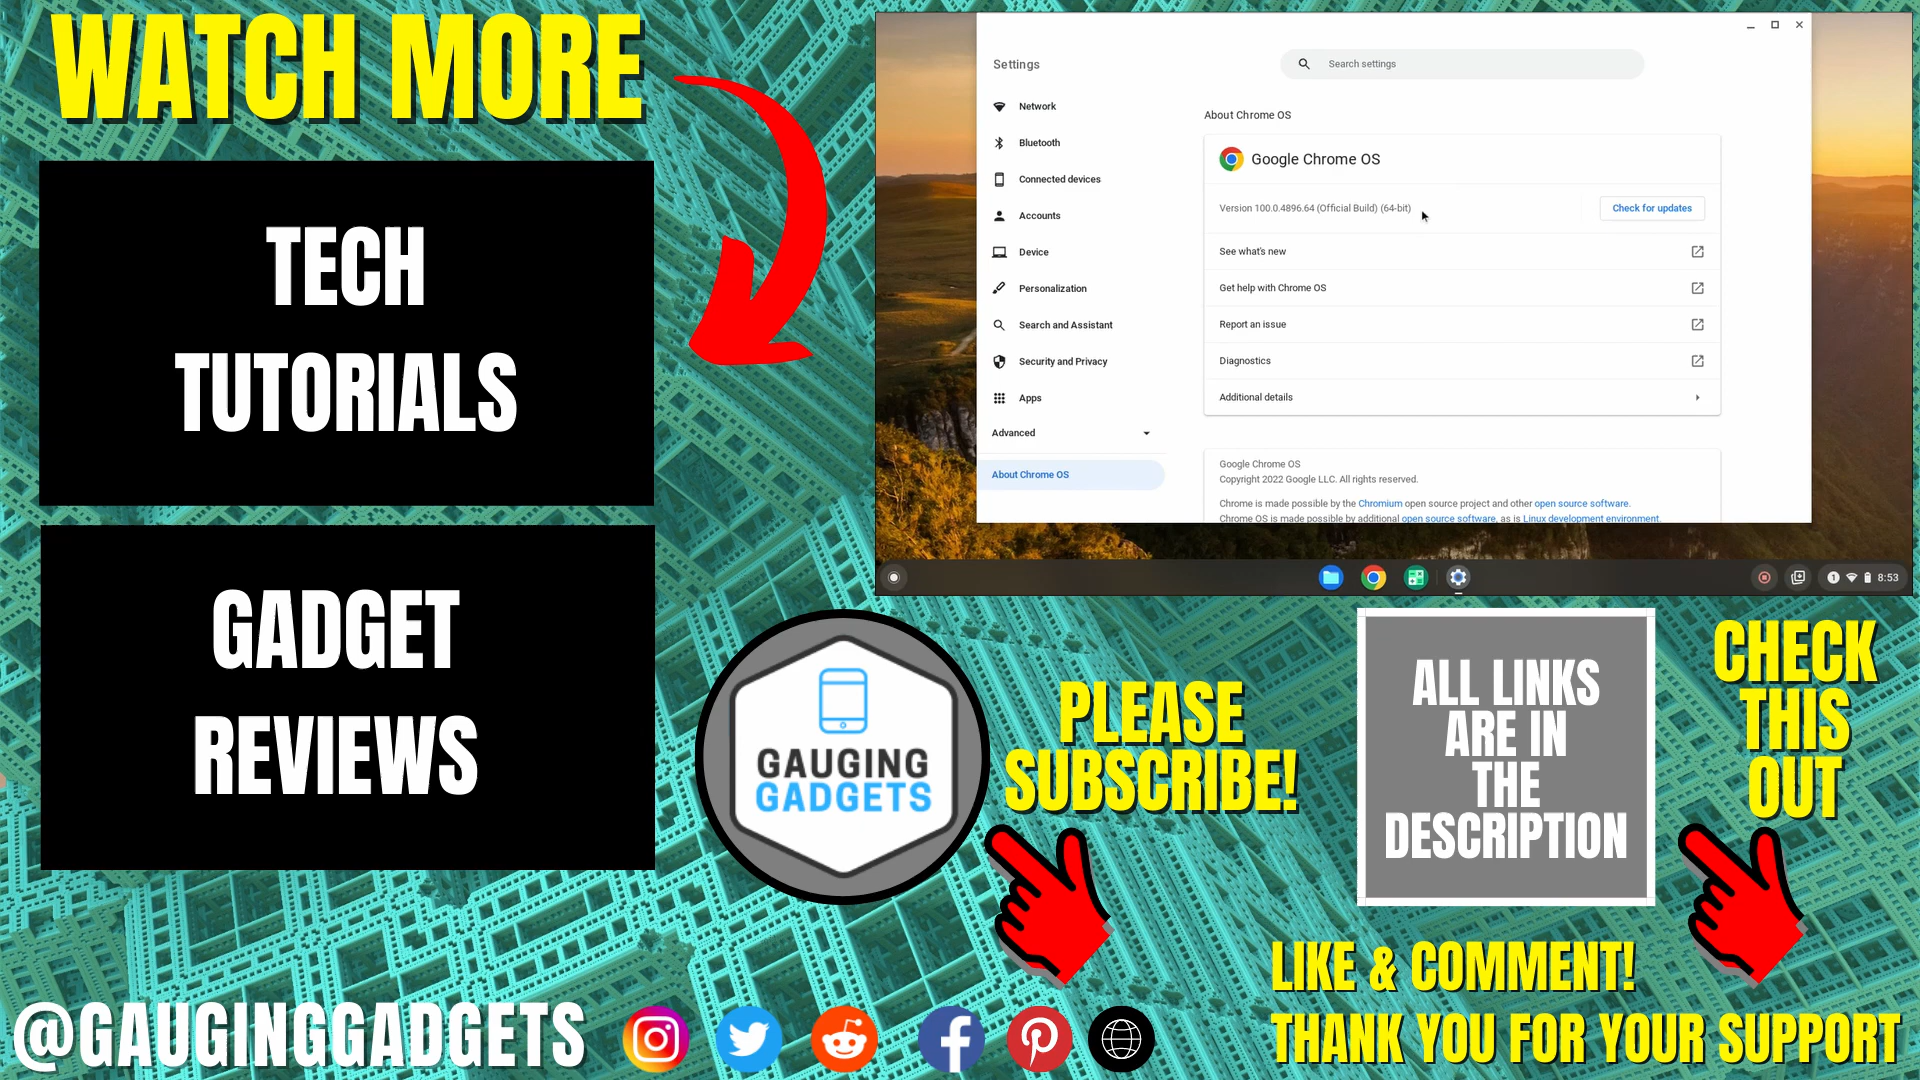 WATCH MORE
TECH
TUTORIALS
GADGET
REVIEWS
Settings
Search settings
Network
Bluetooth
Connected devices
Accounts
Device
Personalization
Search and Assistant
Security and Privacy
Apps
Advanced
About Chrome OS
About Chrome OS
Google Chrome OS
Version 100.0.4896.64 (Official Build) (64-bit)
Check for updates
See what's new
Get help with Chrome OS
Report an issue
Diagnostics
Additional details
Google Chrome OS
Copyright 2022 Google LLC. All rights reserved.
Chrome is made possible by the Chromium open source project and other open source software.
Chrome OS is made possible by additional open source software, as is Linux development environment.
1
8:53
GAUGING
GADGETS
PLEASE
SUBSCRIBE!
ALL LINKS
ARE IN
THE
DESCRIPTION
CHECK
THIS
OUT
LIKE & COMMENT!
THANK YOU FOR YOUR SUPPORT
@GAUGINGGADGETS